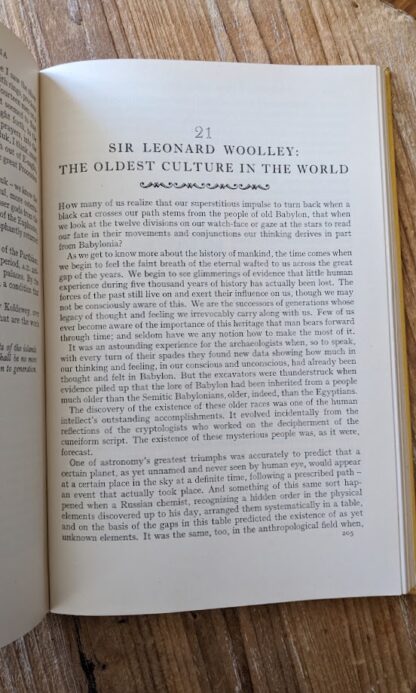 21
SIR LEONARD WOOLLEY:
THE OLDEST CULTURE IN THE WORLD
How many of us realize that our superstitious impulse to turn back when a
black cat crosses our path stems from the people of old Babylon, that when
we look at the twelve divisions on our watch-face or gaze at the stars to read
our fate in their movements and conjunctions our thinking derives in part
from Babylonia?
As we get to know more about the history of mankind, the time comes when
we begin to feel the faint breath of the eternal wafted to us across the great
gap of the years. We begin to see glimmerings of evidence that little human
experience during five thousand years of history has actually been lost. The
forces of the past still live on and exert their influence on us, though we may
not be consciously aware of this. We are the successors of generations whose
legacy of thought and feeling we irrevocably carry along with us. Few of us
ever become aware of the importance of this heritage that man bears forward
through time; and seldom have we any notion how to make the most of it.
It was an astounding experience for the archaeologists when, so to speak,
with every turn of their spades they found new data showing how much in
our thinking and feeling, in our conscious and unconscious, had already been
thought and felt in Babylon. But the excavators were thunderstruck when
evidence piled up that the lore of Babylon had been inherited from a people
much older than the Semitic Babylonians, older, indeed, than the Egyptians.
The discovery of the existence of these older races was one of the human
intellect's outstanding accomplishments. It evolved incidentally from the
reflections of the cryptologists who worked on the decipherment of the
cuneiform script. The existence of these mysterious people was, as it were,
forecast.
One of astronomy's greatest triumphs was accurately to predict that a
certain planet, as yet unnamed and never seen by human eye, would appear
at a certain place in the sky at a definite time, following a prescribed path –
an event that actually took place. And something of this same sort hap-
pened when a Russian chemist, recognizing a hidden order in the physical
elements discovered up to his day, arranged them systematically in a table,
and on the basis of the gaps in this table predicted the existence of as yet
unknown elements. It was the same, too, in the anthropological field when,
205